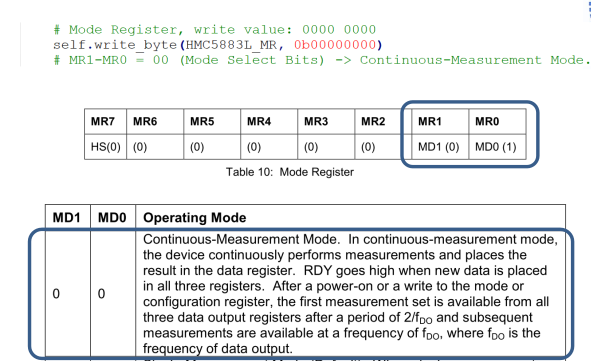 # Mode Register, write value: 0000 0000
self.write_byte(HMC5883L_MR, 0b00000000)
# MR1-MR0 = 00 (Mode Select Bits) -> Continuous-Measurement Mode.
MR7 MR6 MR5 MR4 MR3 MR2 MR1 MR0
HS(0) (0) (0) (0) (0) (0) MD1 (0) MD0 (1)
Table 10: Mode Register
MD1 MD0 Operating Mode
Continuous-Measurement Mode. In continuous-measurement mode,
the device continuously performs measurements and places the
result in the data register. RDY goes high when new data is placed
in all three registers. After a power-on or a write to the mode or
configuration register, the first measurement set is available from all
0 0 three data output registers after a period of 2/fDO and subsequent
measurements are available at a frequency of fDO, where fDO is the
frequency of data output.